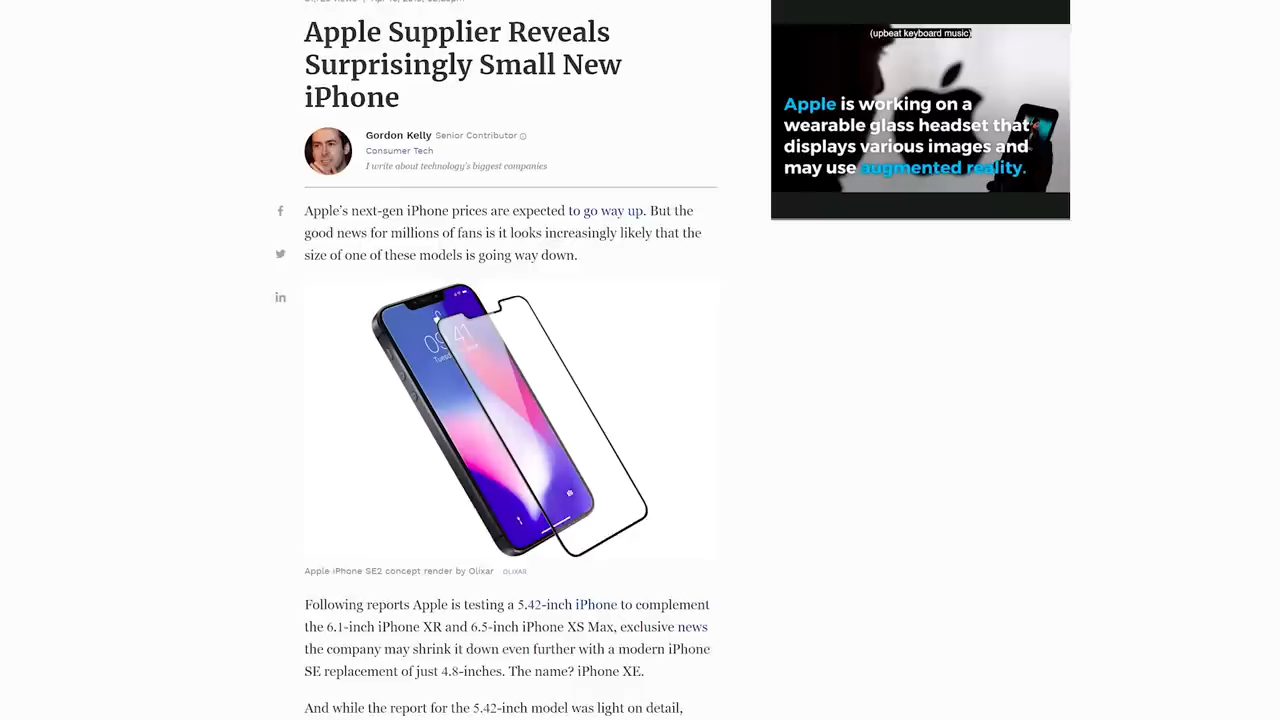 Apple Supplier Reveals
Surprisingly Small New
iPhone
Gordon Kelly Senior Contributor
Consumer Tech
I write about technology's biggest companies
Apple's next-gen iPhone prices are expected to go way up. But the
good news for millions of fans is it looks increasingly likely that the
size of one of these models is going way down.
Apple iPhone SE2 concept render by Olixar OLIXAR
Following reports Apple is testing a 5.42-inch iPhone to complement
the 6.1-inch iPhone XR and 6.5-inch iPhone XS Max, exclusive news
the company may shrink it down even further with a modern iPhone
SE replacement of just 4.8-inches. The name? iPhone XE.
And while the report for the 5.42-inch model was light on detail,
(upbeat keyboard music)
Apple is working on a
wearable glass headset that
displays various images and
may use augmented reality.